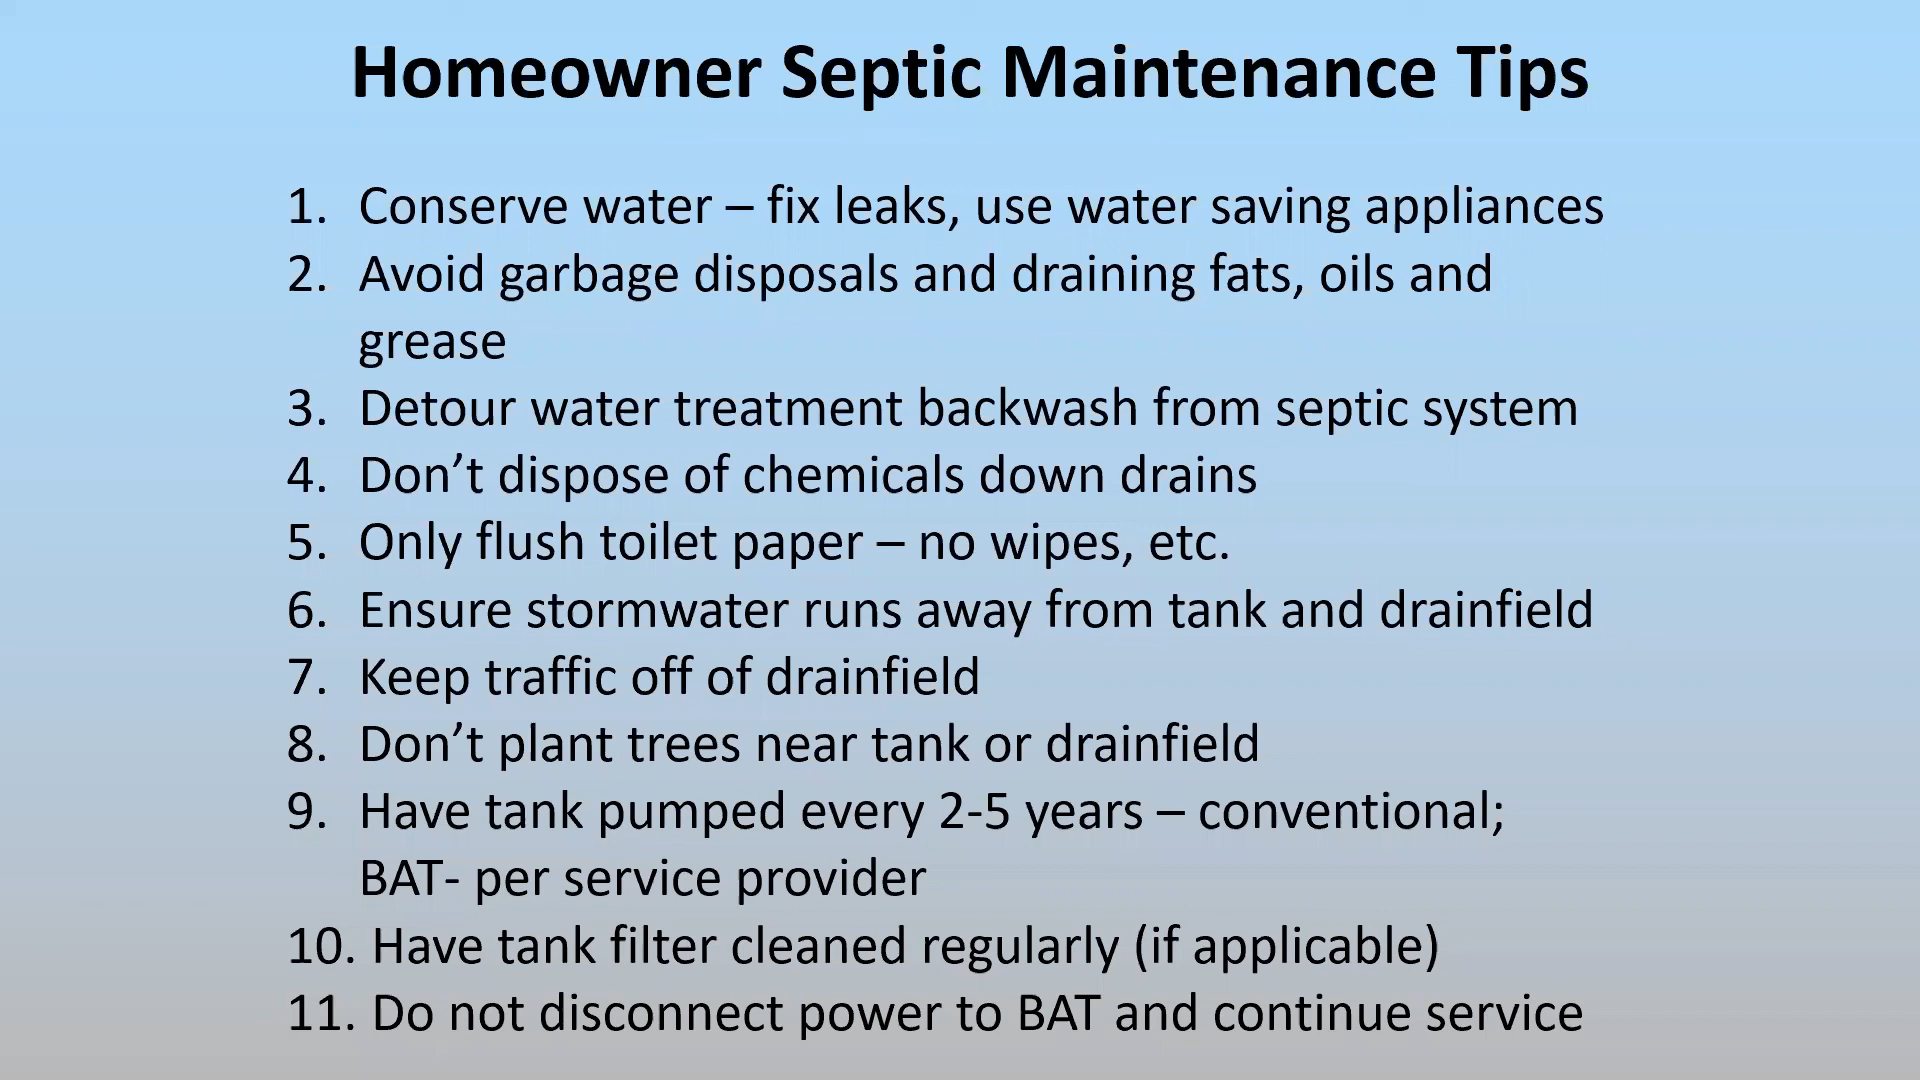 Homeowner Septic Maintenance Tips
1. Conserve water – fix leaks, use water saving appliances
2. Avoid garbage disposals and draining fats, oils and
grease
3. Detour water treatment backwash from septic system
4. Don’t dispose of chemicals down drains
5. Only flush toilet paper – no wipes, etc.
6. Ensure stormwater runs away from tank and drainfield
7. Keep traffic off of drainfield
8. Don’t plant trees near tank or drainfield
9. Have tank pumped every 2-5 years – conventional;
BAT- per service provider
10. Have tank filter cleaned regularly (if applicable)
11. Do not disconnect power to BAT and continue service